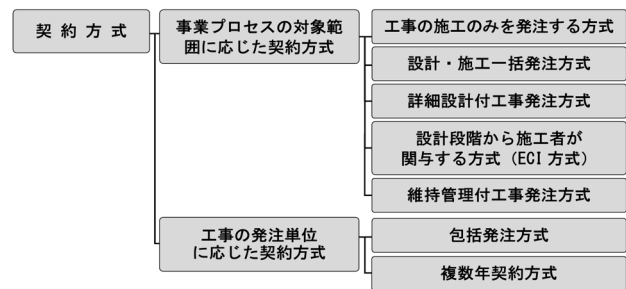 契約方式
事業プロセスの対象範
囲に応じた契約方式
工事の施工のみを発注する方式
設計・施工一括発注方式
詳細設計付工事発注方式
設計段階から施工者が
関与する方式（ECI 方式）
維持管理付工事発注方式
工事の発注単位
に応じた契約方式
包括発注方式
複数年契約方式